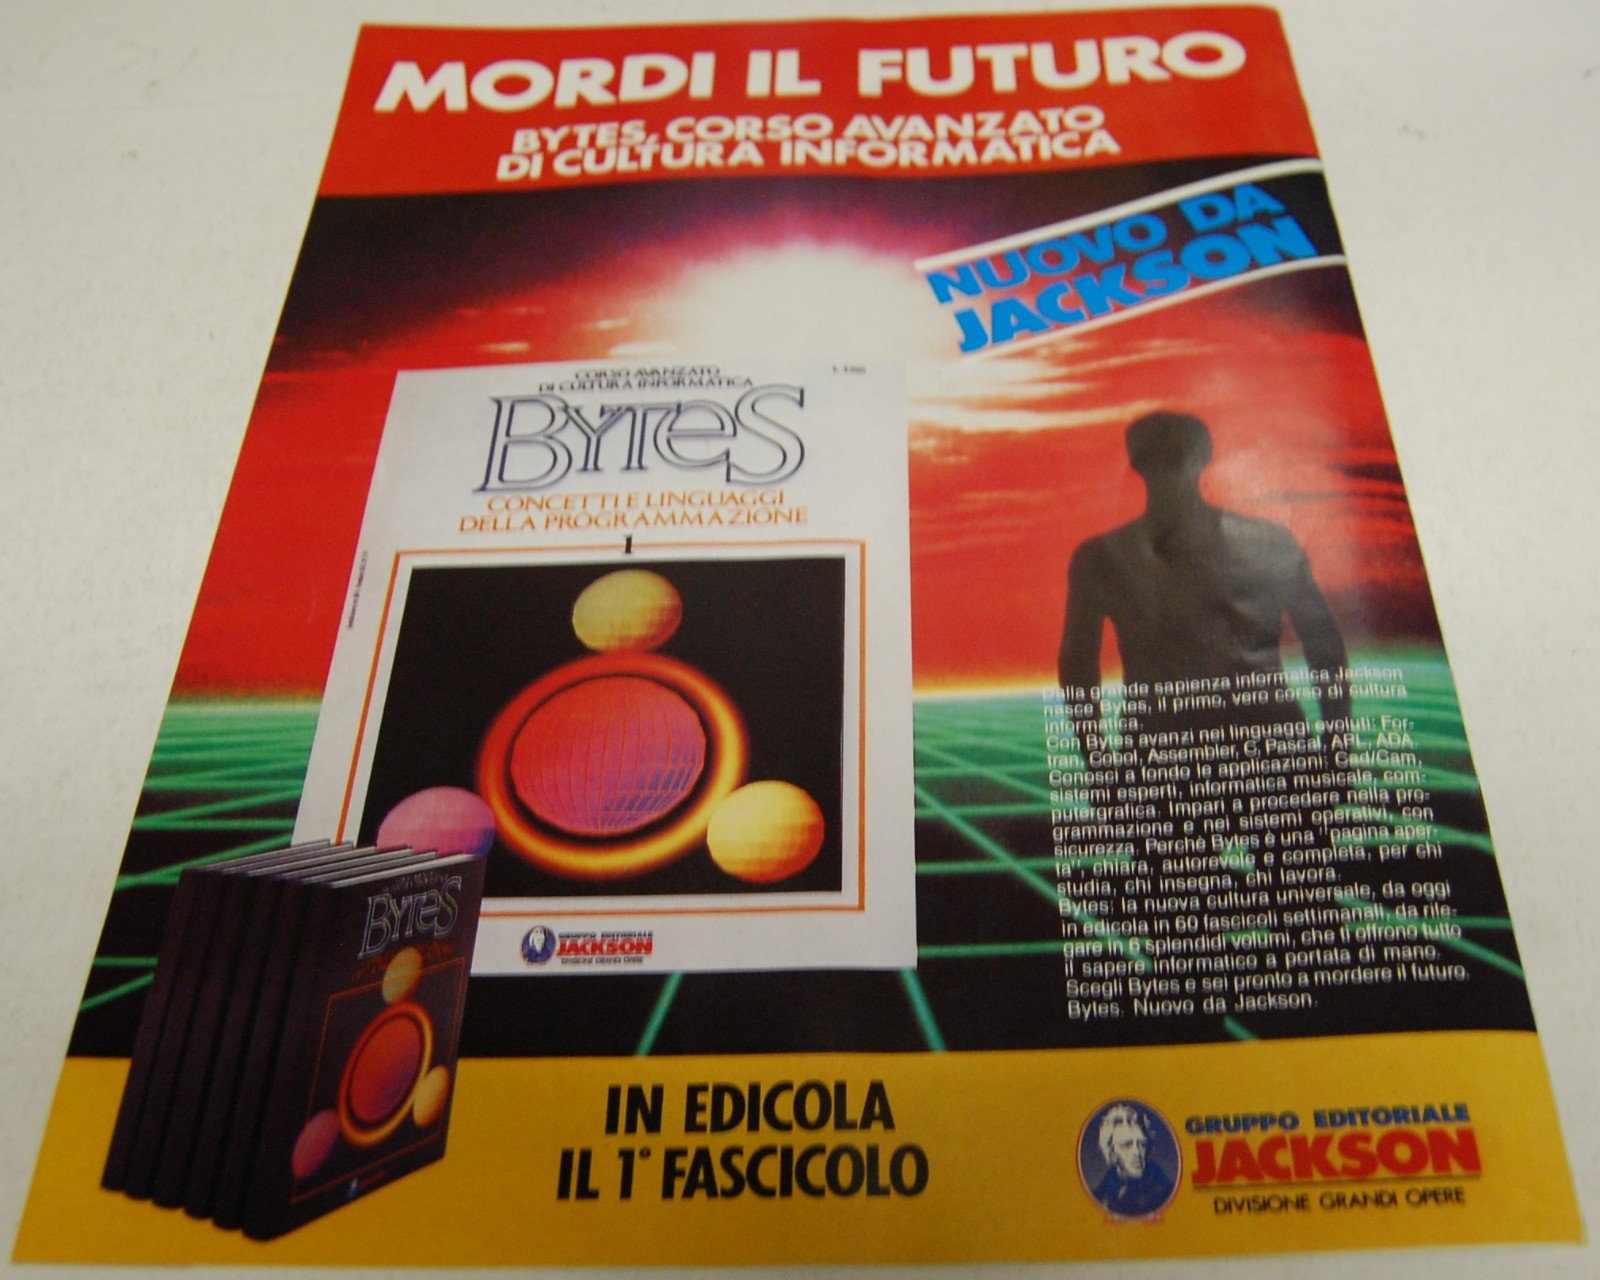 MORDI IL FUTURO
BYTES, CORSO AVANZATO
DI CULTURA INFORMATICA
NUOVO DA
JACKSON
CORSO AVANZATO
DI CULTURA INFORMATICA
BYTES
CONCETTI E LINGUAGGI
DELLA PROGRAMMAZIONE
1
GRUPPO EDITORIALE
JACKSON
DIVISIONE GRANDI OPERE
BYTES
Dalla grande sapienza informatica Jackson
nasce Bytes, il primo, vero corso di cultura
informatica.
Con Bytes avanzi nei linguaggi evoluti: For-
tran, Cobol, Assembler, C, Pascal, APL, ADA.
Conosci a fondo le applicazioni: Cad/Cam,
sistemi esperti, informatica musicale, com-
putergrafica. Impari a procedere nella pro-
grammazione e nei sistemi operativi, con
sicurezza. Perché Bytes è una "pagina aper-
ta", chiara, autorevole e completa, per chi
studia, chi insegna, chi lavora.
Bytes: la nuova cultura universale, da oggi
in edicola in 60 fascicoli settimanali, da rile-
gare in 6 splendidi volumi, che ti offrono tutto
il sapere informatico a portata di mano.
Scegli Bytes e sei pronto a mordere il futuro.
Bytes. Nuovo da Jackson.
IN EDICOLA
IL 1° FASCICOLO
GRUPPO EDITORIALE
JACKSON
DIVISIONE GRANDI OPERE